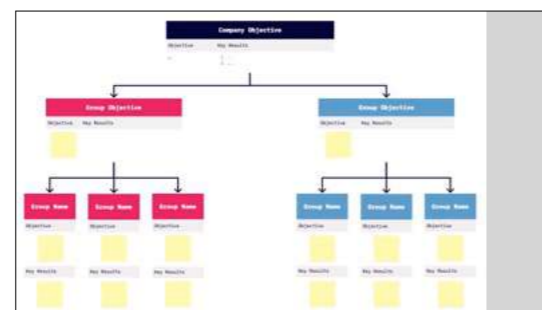 Company Objective
Objective Key Results
Group Objective Group Objective
Objective Key Results Objective Key Results
Group Name Group Name Group Name Group Name Group Name Group Name
Objective Objective Objective Objective Objective Objective
Key Results Key Results Key Results Key Results Key Results Key Results